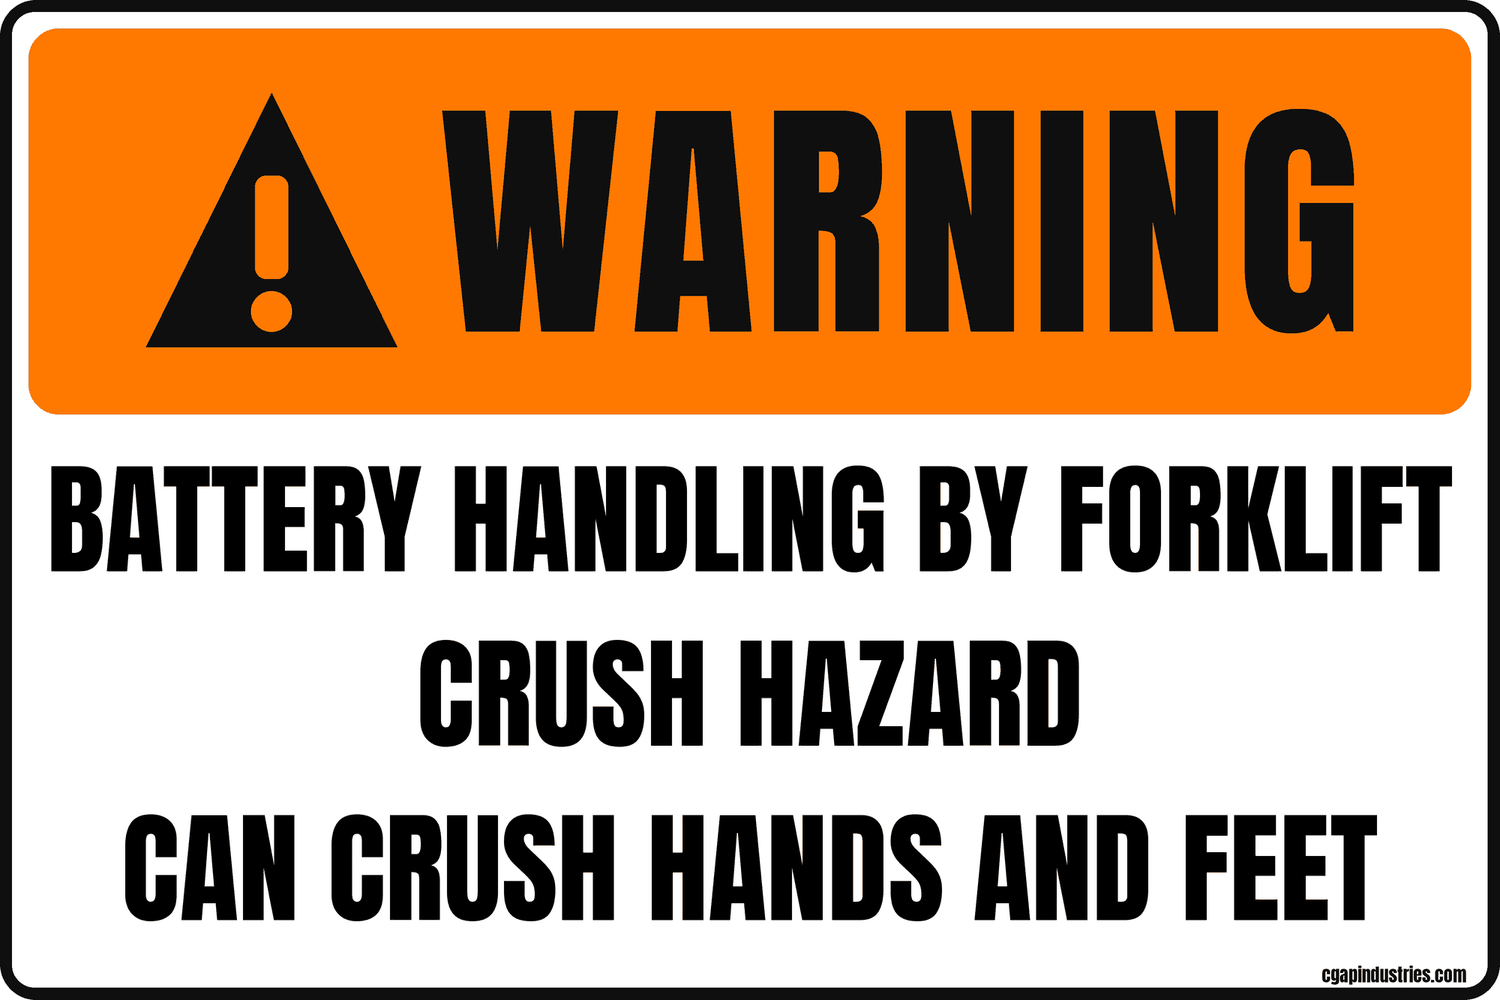 WARNING
BATTERY HANDLING BY FORKLIFT
CRUSH HAZARD
CAN CRUSH HANDS AND FEET
cgapindustries.com